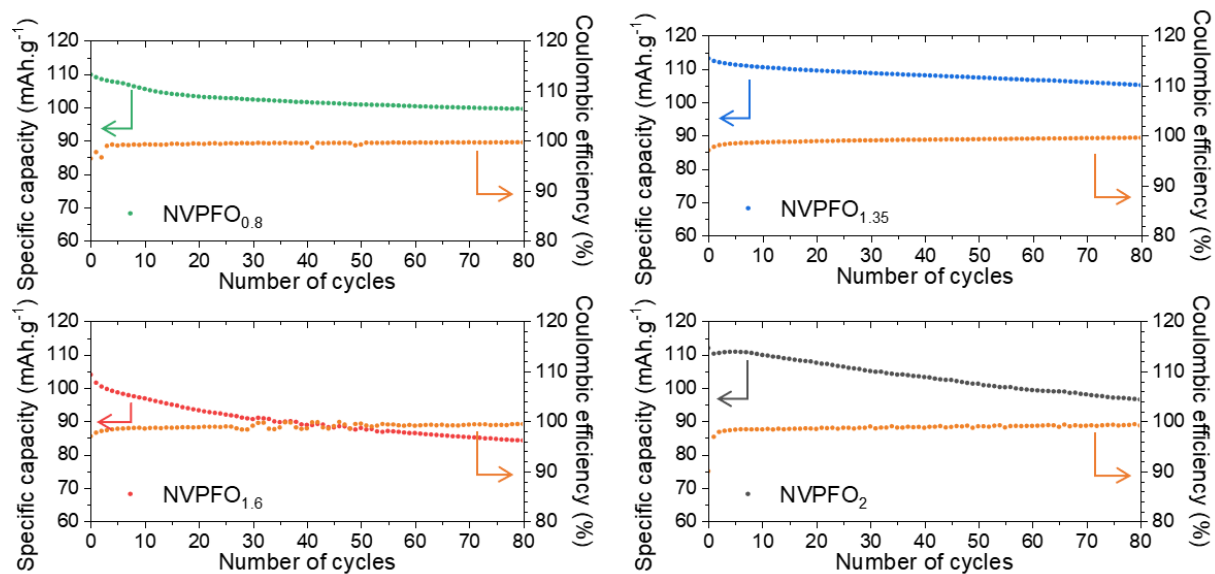 Specific capacity (mAh.g⁻¹)
120
110
100
90
80
70
60
NVPFO₀.₈
0 10 20 30 40 50 60 70 80
Number of cycles
120
110
100
90
80
Coulombic efficiency (%)
Specific capacity (mAh.g⁻¹)
120
110
100
90
80
70
60
NVPFO₁.₃₅
0 10 20 30 40 50 60 70 80
Number of cycles
120
110
100
90
80
Coulombic efficiency (%)
Specific capacity (mAh.g⁻¹)
120
110
100
90
80
70
60
NVPFO₁.₆
0 10 20 30 40 50 60 70 80
Number of cycles
120
110
100
90
80
Coulombic efficiency (%)
Specific capacity (mAh.g⁻¹)
120
110
100
90
80
70
60
NVPFO₂
0 10 20 30 40 50 60 70 80
Number of cycles
120
110
100
90
80
Coulombic efficiency (%)